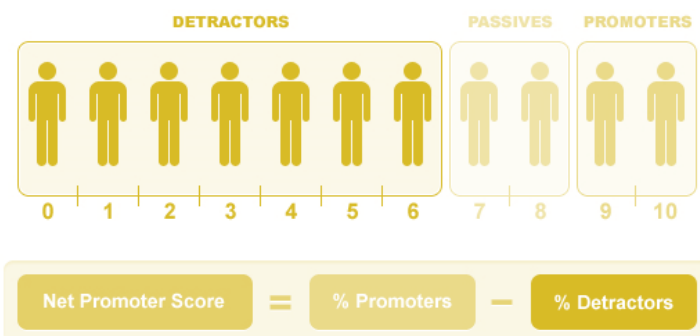 DETRACTORS PASSIVES PROMOTERS
0 1 2 3 4 5 6 7 8 9 10
Net Promoter Score = % Promoters − % Detractors